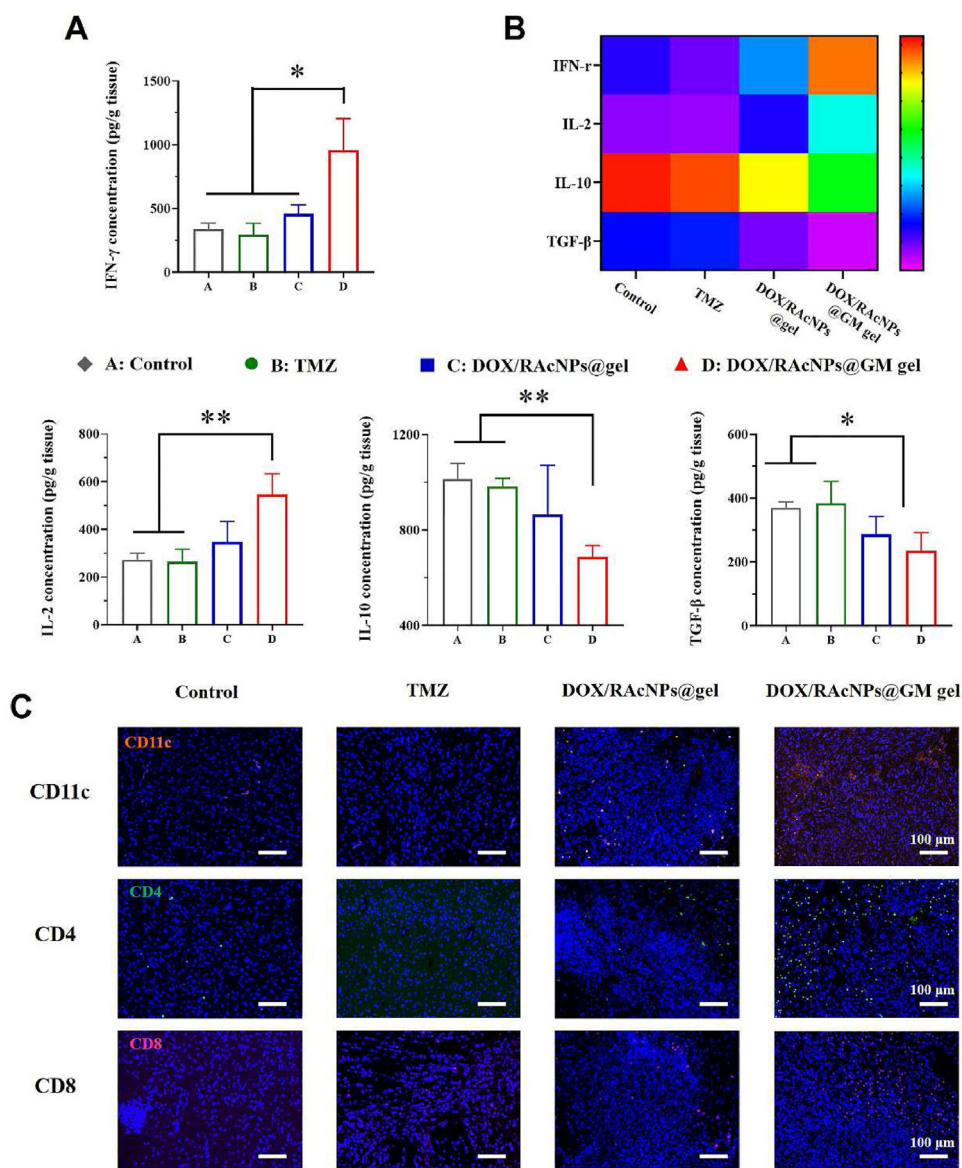 A
IFN-γ concentration (pg/g tissue)
1500
1000
500
0
*
A
B
C
D
B
IFN-r
IL-2
IL-10
TGF-β
Control
TMZ
DOX/RAcNPs
@gel
DOX/RAcNPs
@GM gel
A: Control
B: TMZ
C: DOX/RAcNPs@gel
D: DOX/RAcNPs@GM gel
IL-2 concentration (pg/g tissue)
800
600
400
200
0
**
A
B
C
D
IL-10 concentration (pg/g tissue)
1200
800
400
**
A
B
C
D
TGF-β concentration (pg/g tissue)
600
400
200
0
*
A
B
C
D
C
Control
TMZ
DOX/RAcNPs@gel
DOX/RAcNPs@GM gel
CD11c
CD11c
100 μm
CD4
CD4
100 μm
CD8
CD8
100 μm